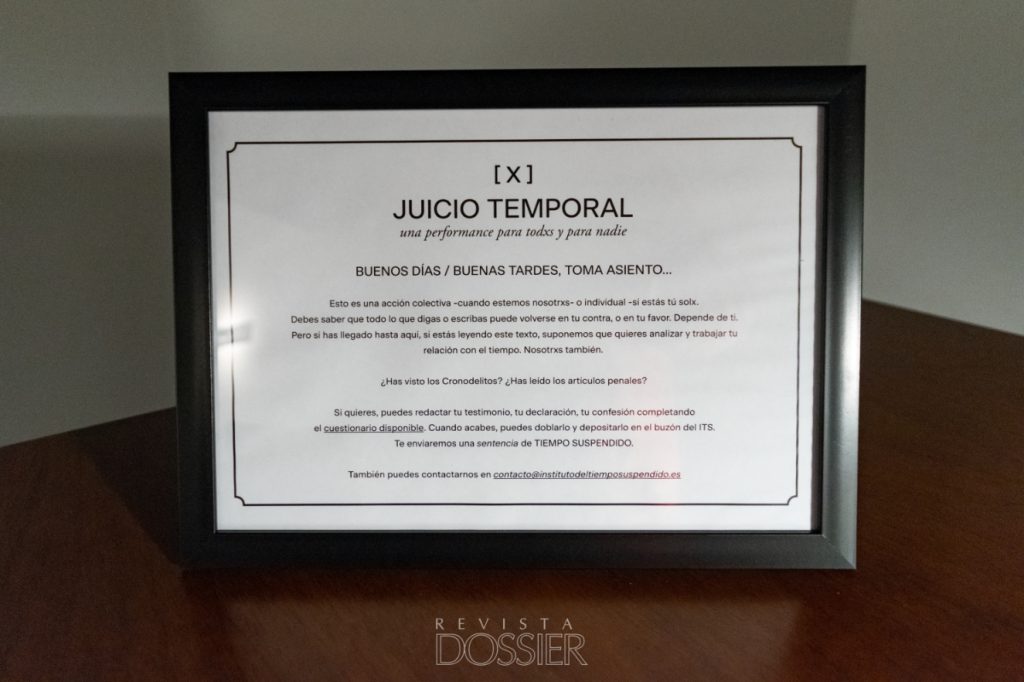 [X]
JUICIO TEMPORAL
una performance para todxs y para nadie
BUENOS DÍAS / BUENAS TARDES, TOMA ASIENTO...
Esto es una acción colectiva -cuando estemos nosotrxs- o individual -si estás tú solx.
Debes saber que todo lo que digas o escribas puede volverse en tu contra, o en tu favor. Depende de ti.
Pero si has llegado hasta aquí, si estás leyendo este texto, suponemos que quieres analizar y trabajar tu
relación con el tiempo. Nosotrxs también.
¿Has visto los Cronodelitos? ¿Has leído los artículos penales?
Si quieres, puedes redactar tu testimonio, tu declaración, tu confesión completando
el cuestionario disponible. Cuando acabes, puedes doblarlo y depositarlo en el buzón del ITS.
Te enviaremos una sentencia de TIEMPO SUSPENDIDO.
También puedes contactarnos en contacto@institutodeltiemposuspendido.es
REVISTA
DOSSIER